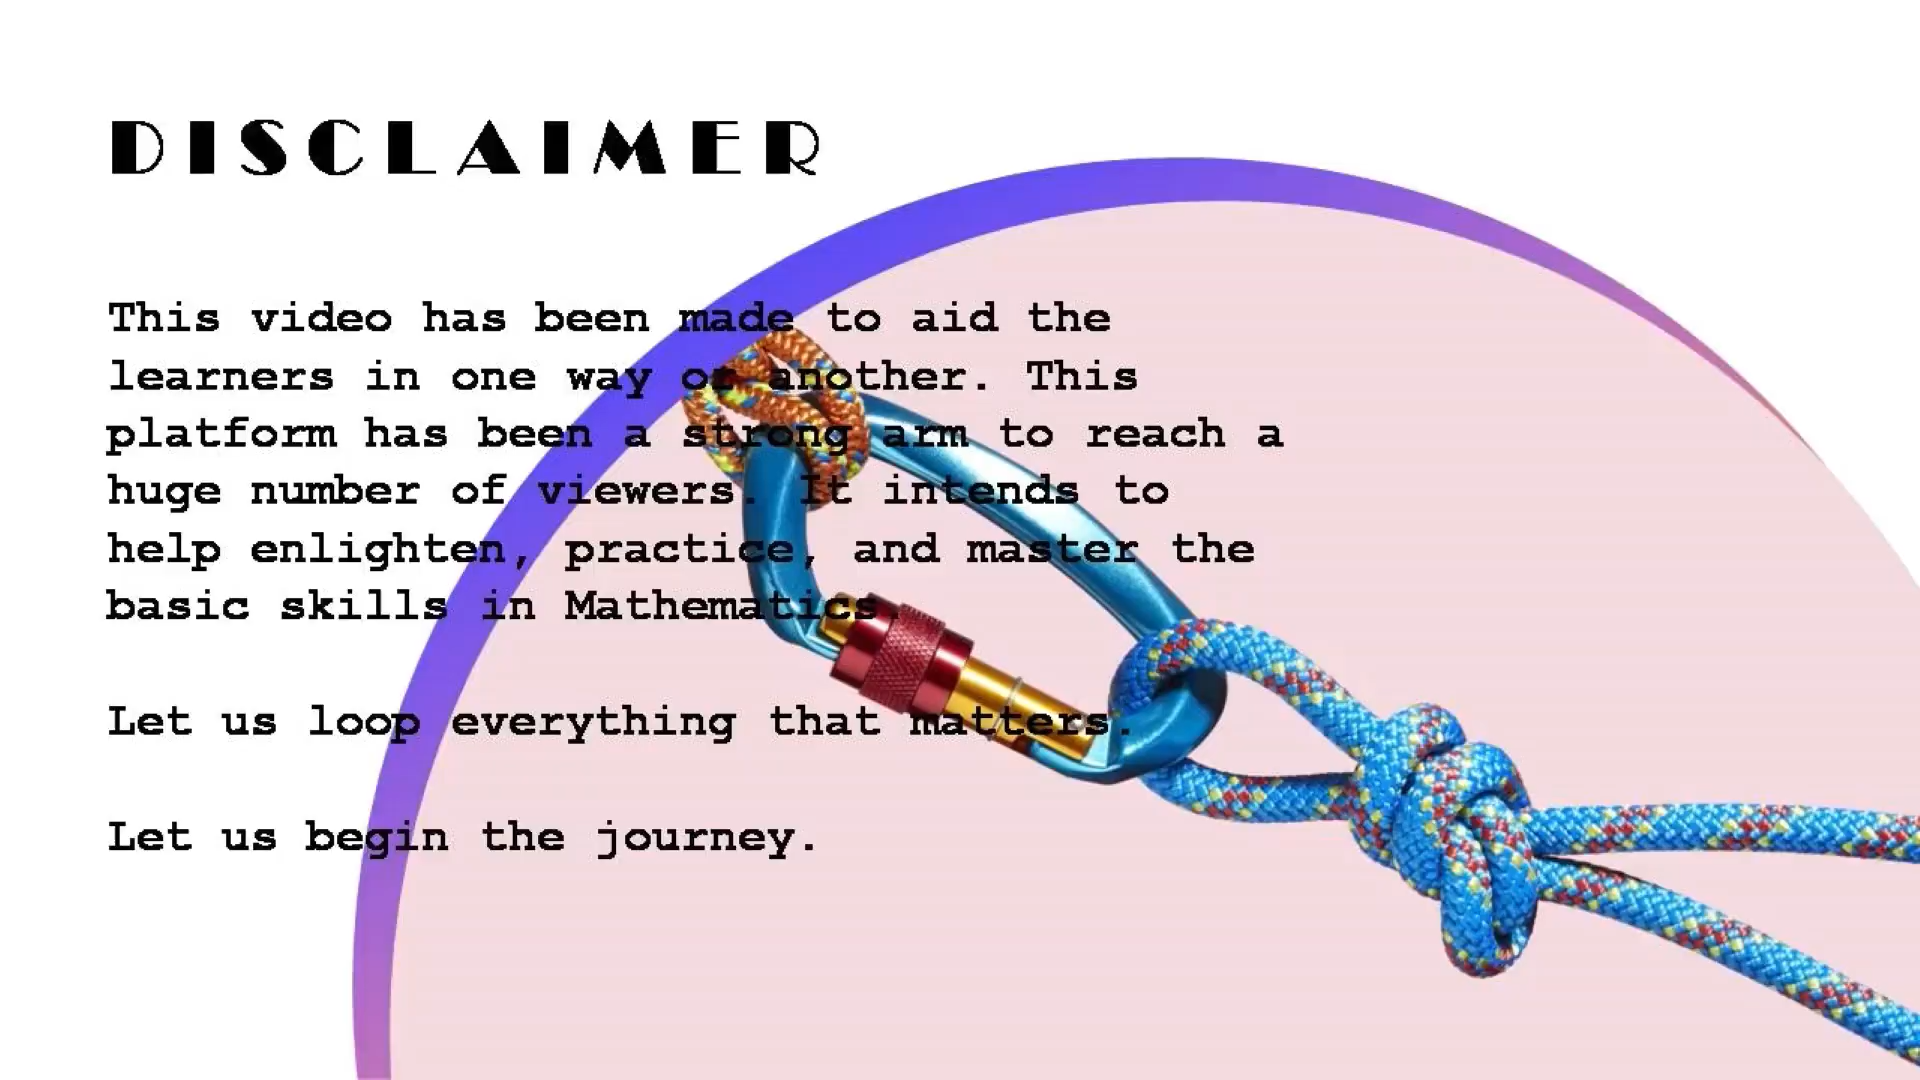 DISCLAIMER
This video has been made to aid the
learners in one way or another. This
platform has been a strong arm to reach a
huge number of viewers. It intends to
help enlighten, practice, and master the
basic skills in Mathematics.
Let us loop everything that matters.
Let us begin the journey.